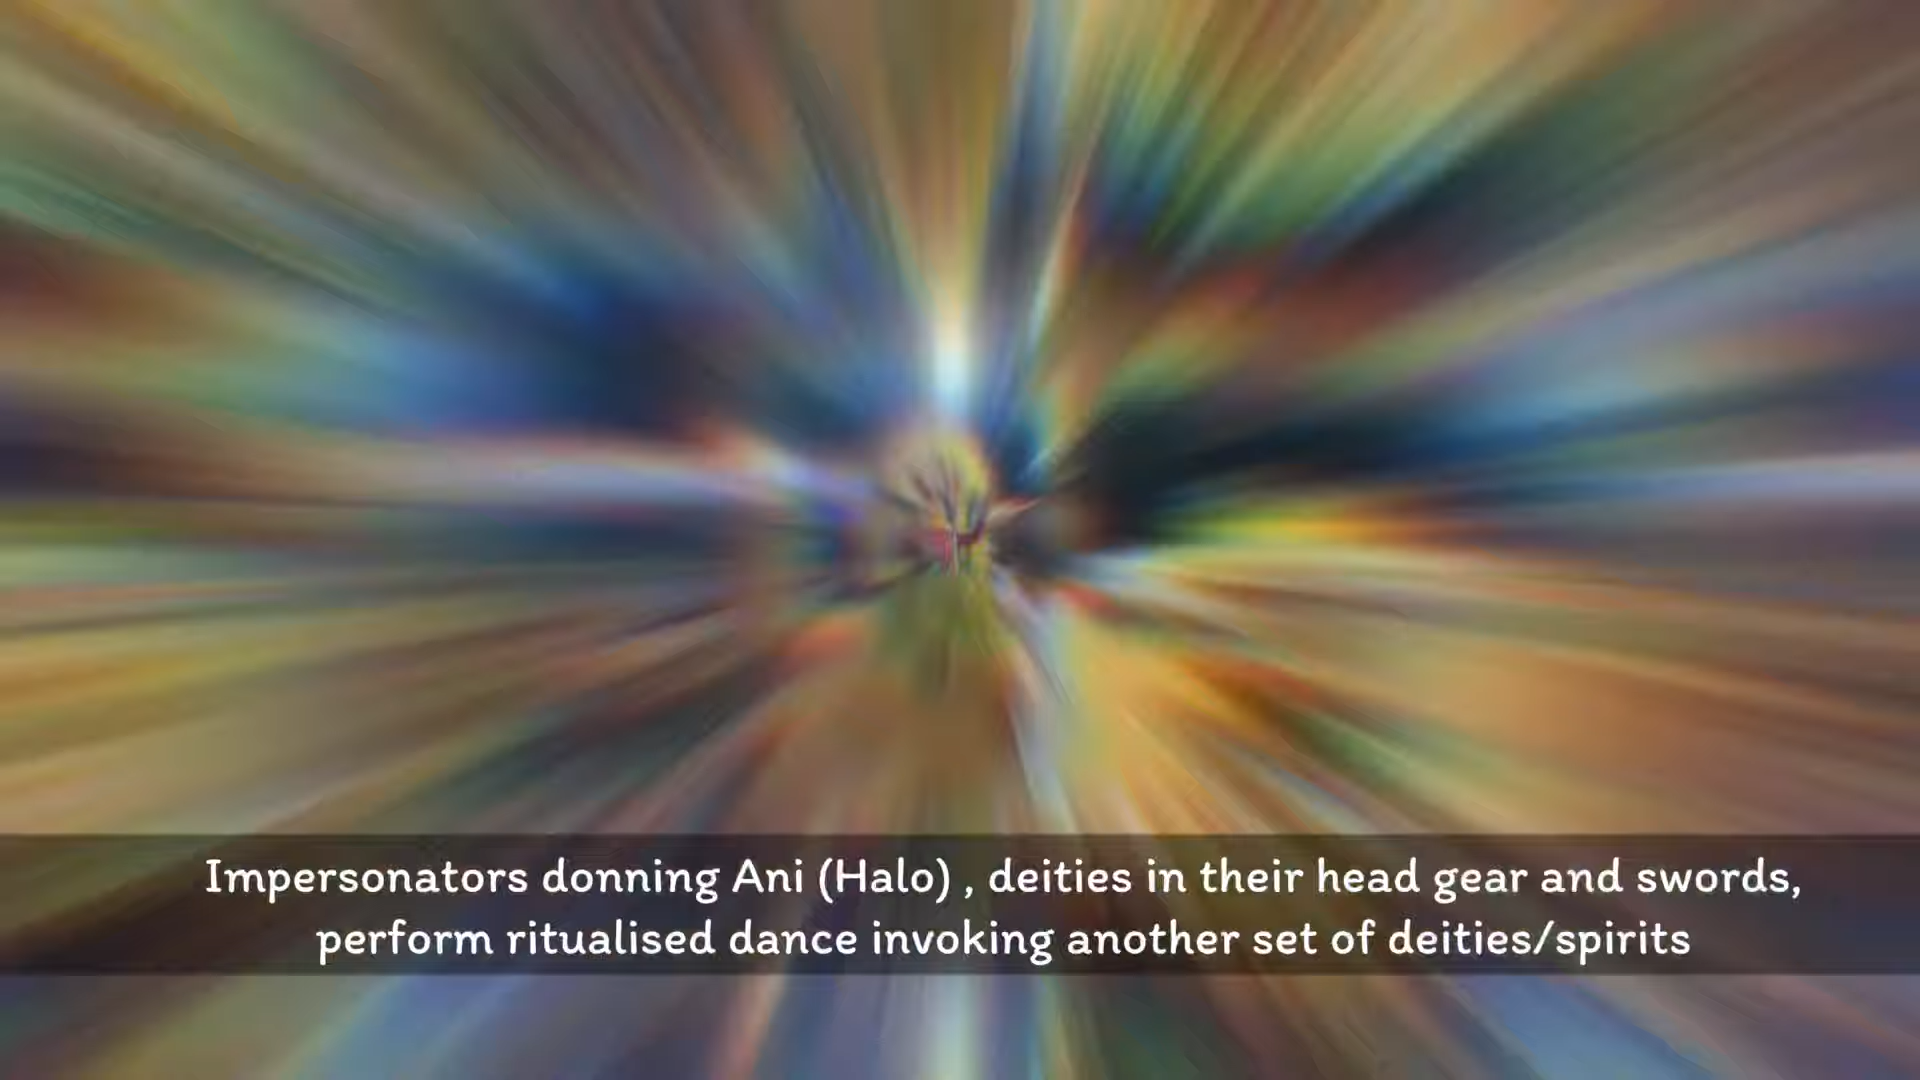 Impersonators donning Ani (Halo) , deities in their head gear and swords,
perform ritualised dance invoking another set of deities/spirits